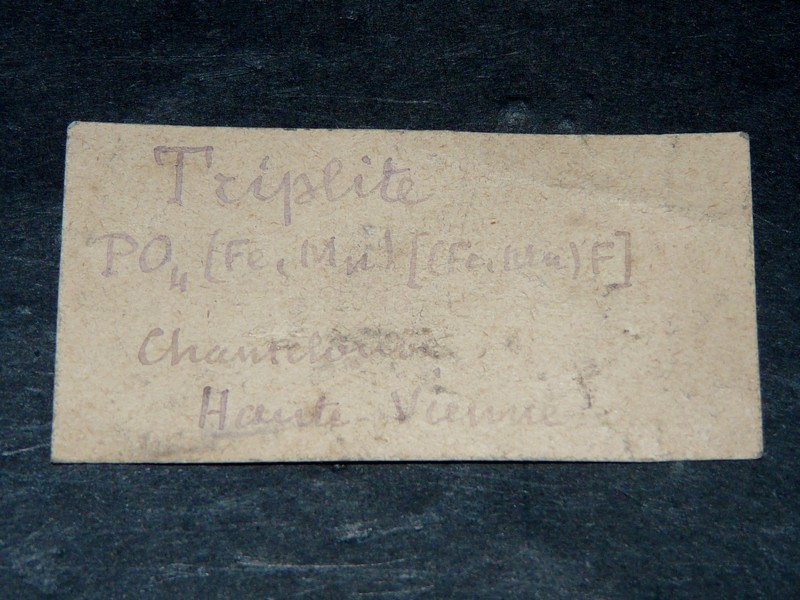 Triplite
PO4 (Fe, Mn) [(Fe, Mn) F]
Chanteloube
Haute-Vienne